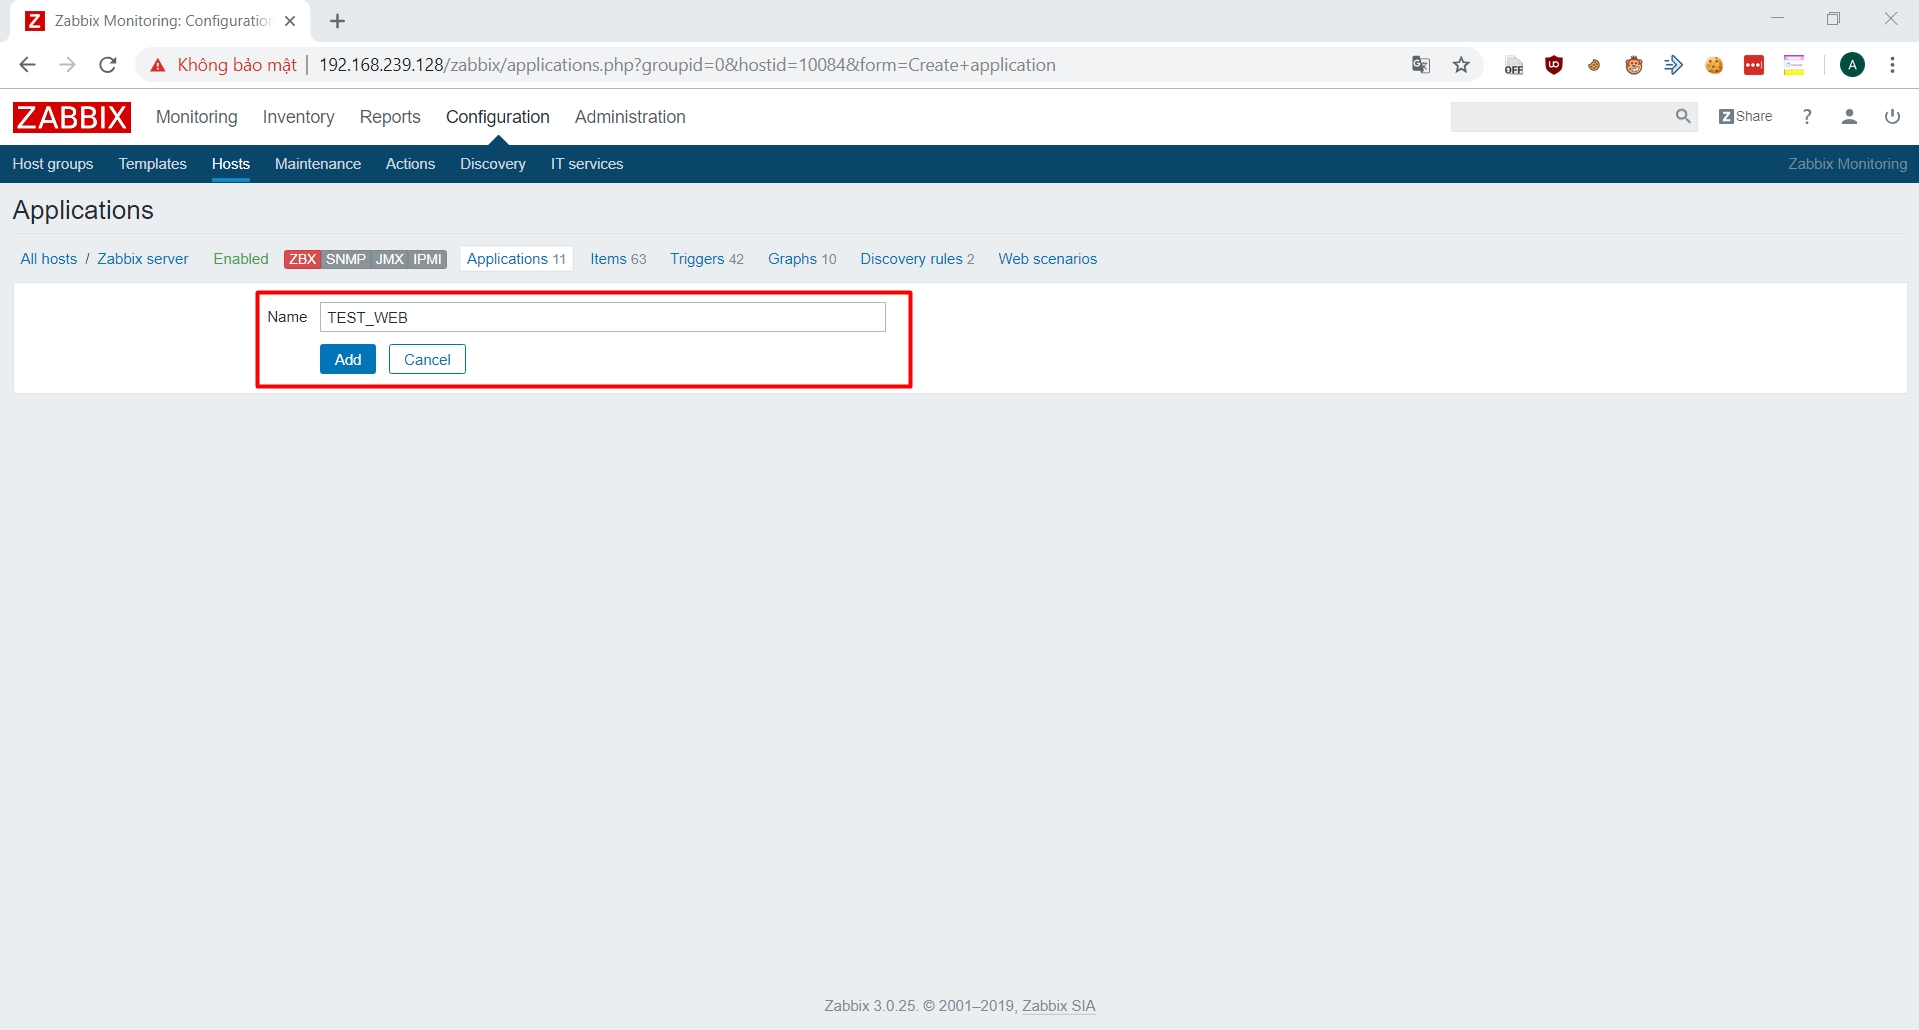 Z Zabbix Monitoring: Configuration
Không bảo mật 192.168.239.128/zabbix/applications.php?groupid=0&hostid=10084&form=Create+application OFF A
ZABBIX Monitoring Inventory Reports Configuration Administration Z Share ?
Host groups Templates Hosts Maintenance Actions Discovery IT services Zabbix Monitoring
Applications
All hosts / Zabbix server Enabled ZBX SNMP JMX IPMI Applications 11 Items 63 Triggers 42 Graphs 10 Discovery rules 2 Web scenarios
Name TEST_WEB
Add Cancel
Zabbix 3.0.25. © 2001–2019, Zabbix SIA